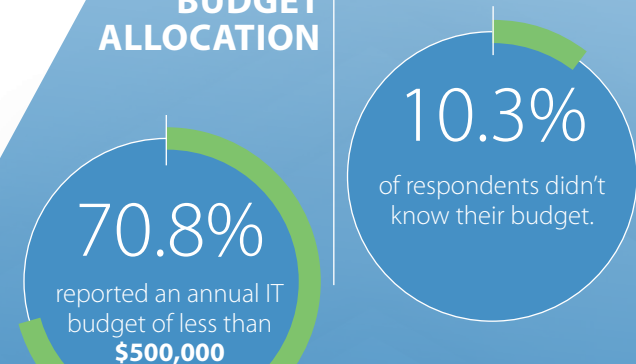 BUDGET
ALLOCATION
70.8%
reported an annual IT
budget of less than
$500,000
10.3%
of respondents didn't
know their budget.